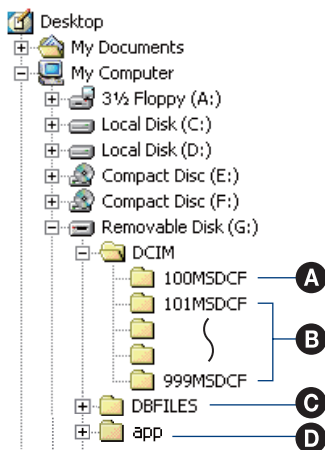 Desktop
My Documents
My Computer
3½ Floppy (A:)
Local Disk (C:)
Local Disk (D:)
Compact Disc (E:)
Compact Disc (F:)
Removable Disk (G:)
DCIM
100MSDCF A
101MSDCF
B
999MSDCF
DBFILES C
app D